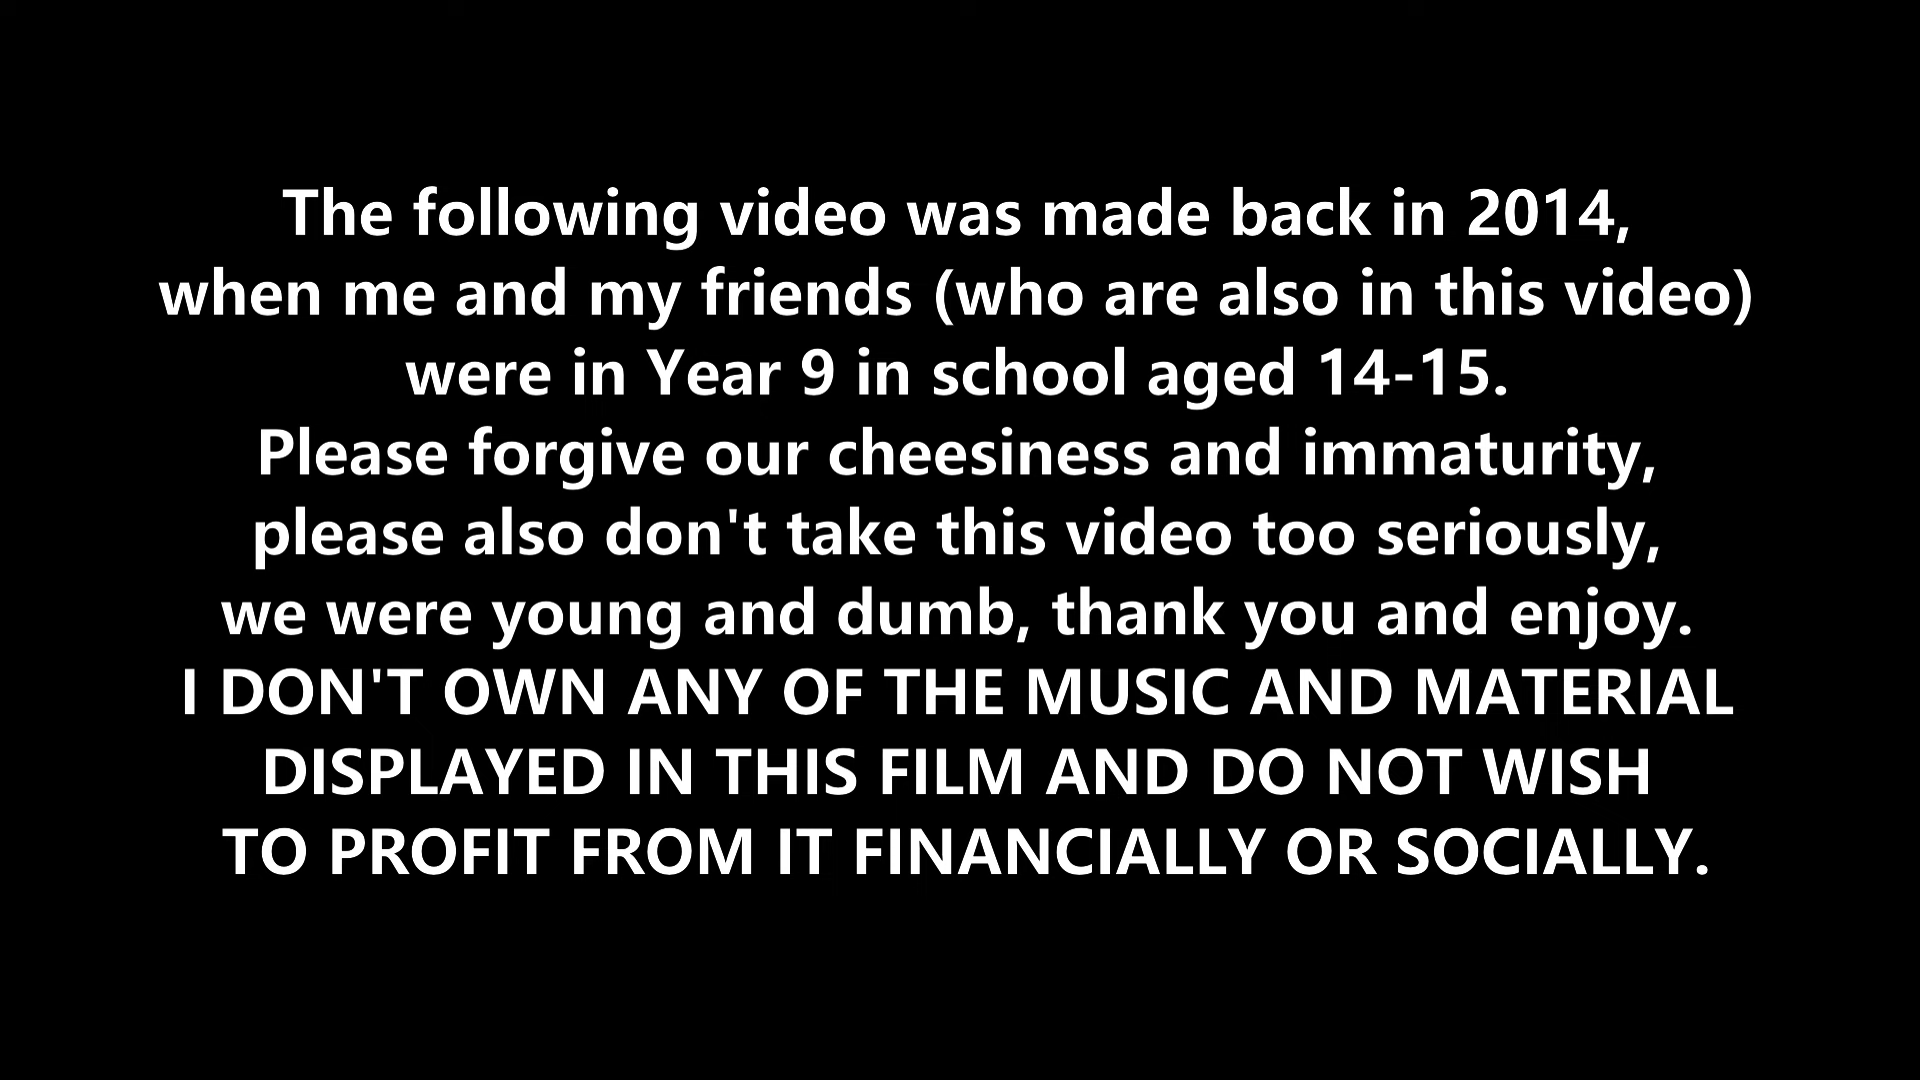 The following video was made back in 2014,
when me and my friends (who are also in this video)
were in Year 9 in school aged 14-15.
Please forgive our cheesiness and immaturity,
please also don't take this video too seriously,
we were young and dumb, thank you and enjoy.
I DON'T OWN ANY OF THE MUSIC AND MATERIAL
DISPLAYED IN THIS FILM AND DO NOT WISH
TO PROFIT FROM IT FINANCIALLY OR SOCIALLY.